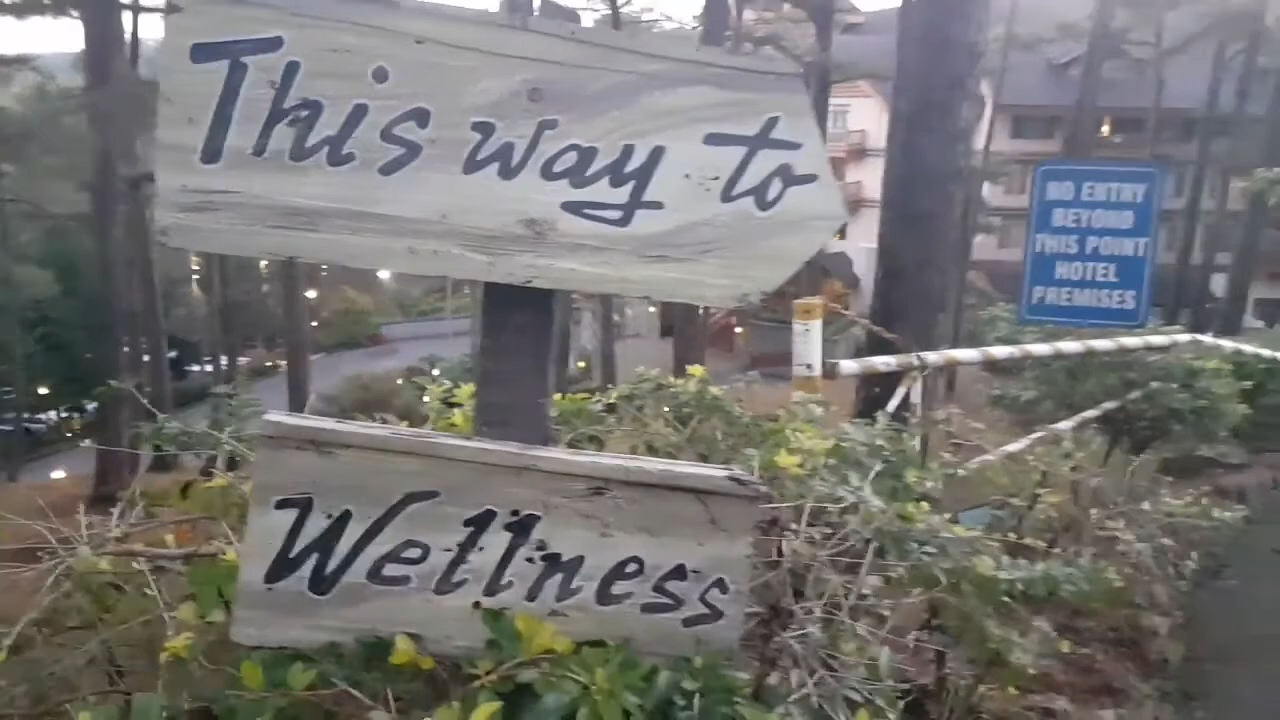 This way to
Wellness
NO ENTRY
BEYOND
THIS POINT
HOTEL
PREMISES